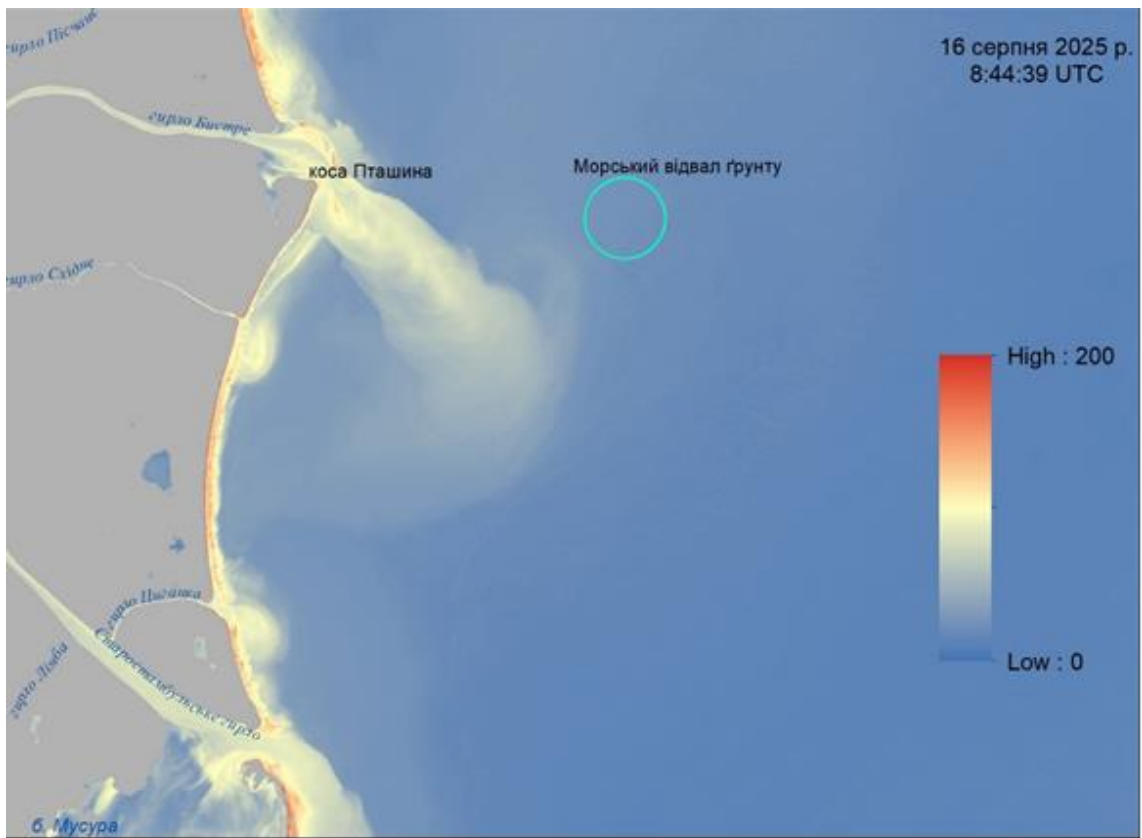 гирло Пісчане
16 серпня 2025 р.
8:44:39 UTC
гирло Бистре
коса Пташина
Морський відвал ґрунту
гирло Східне
High : 200
Low : 0
гирло Циганка
Старостамбульське гирло
гирло Лімба
б. Мусура